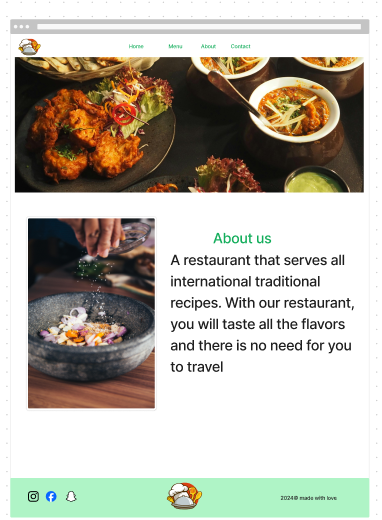 Home Menu About Contact
About us
A restaurant that serves all
international traditional
recipes. With our restaurant,
you will taste all the flavors
and there is no need for you
to travel
2024© made with love